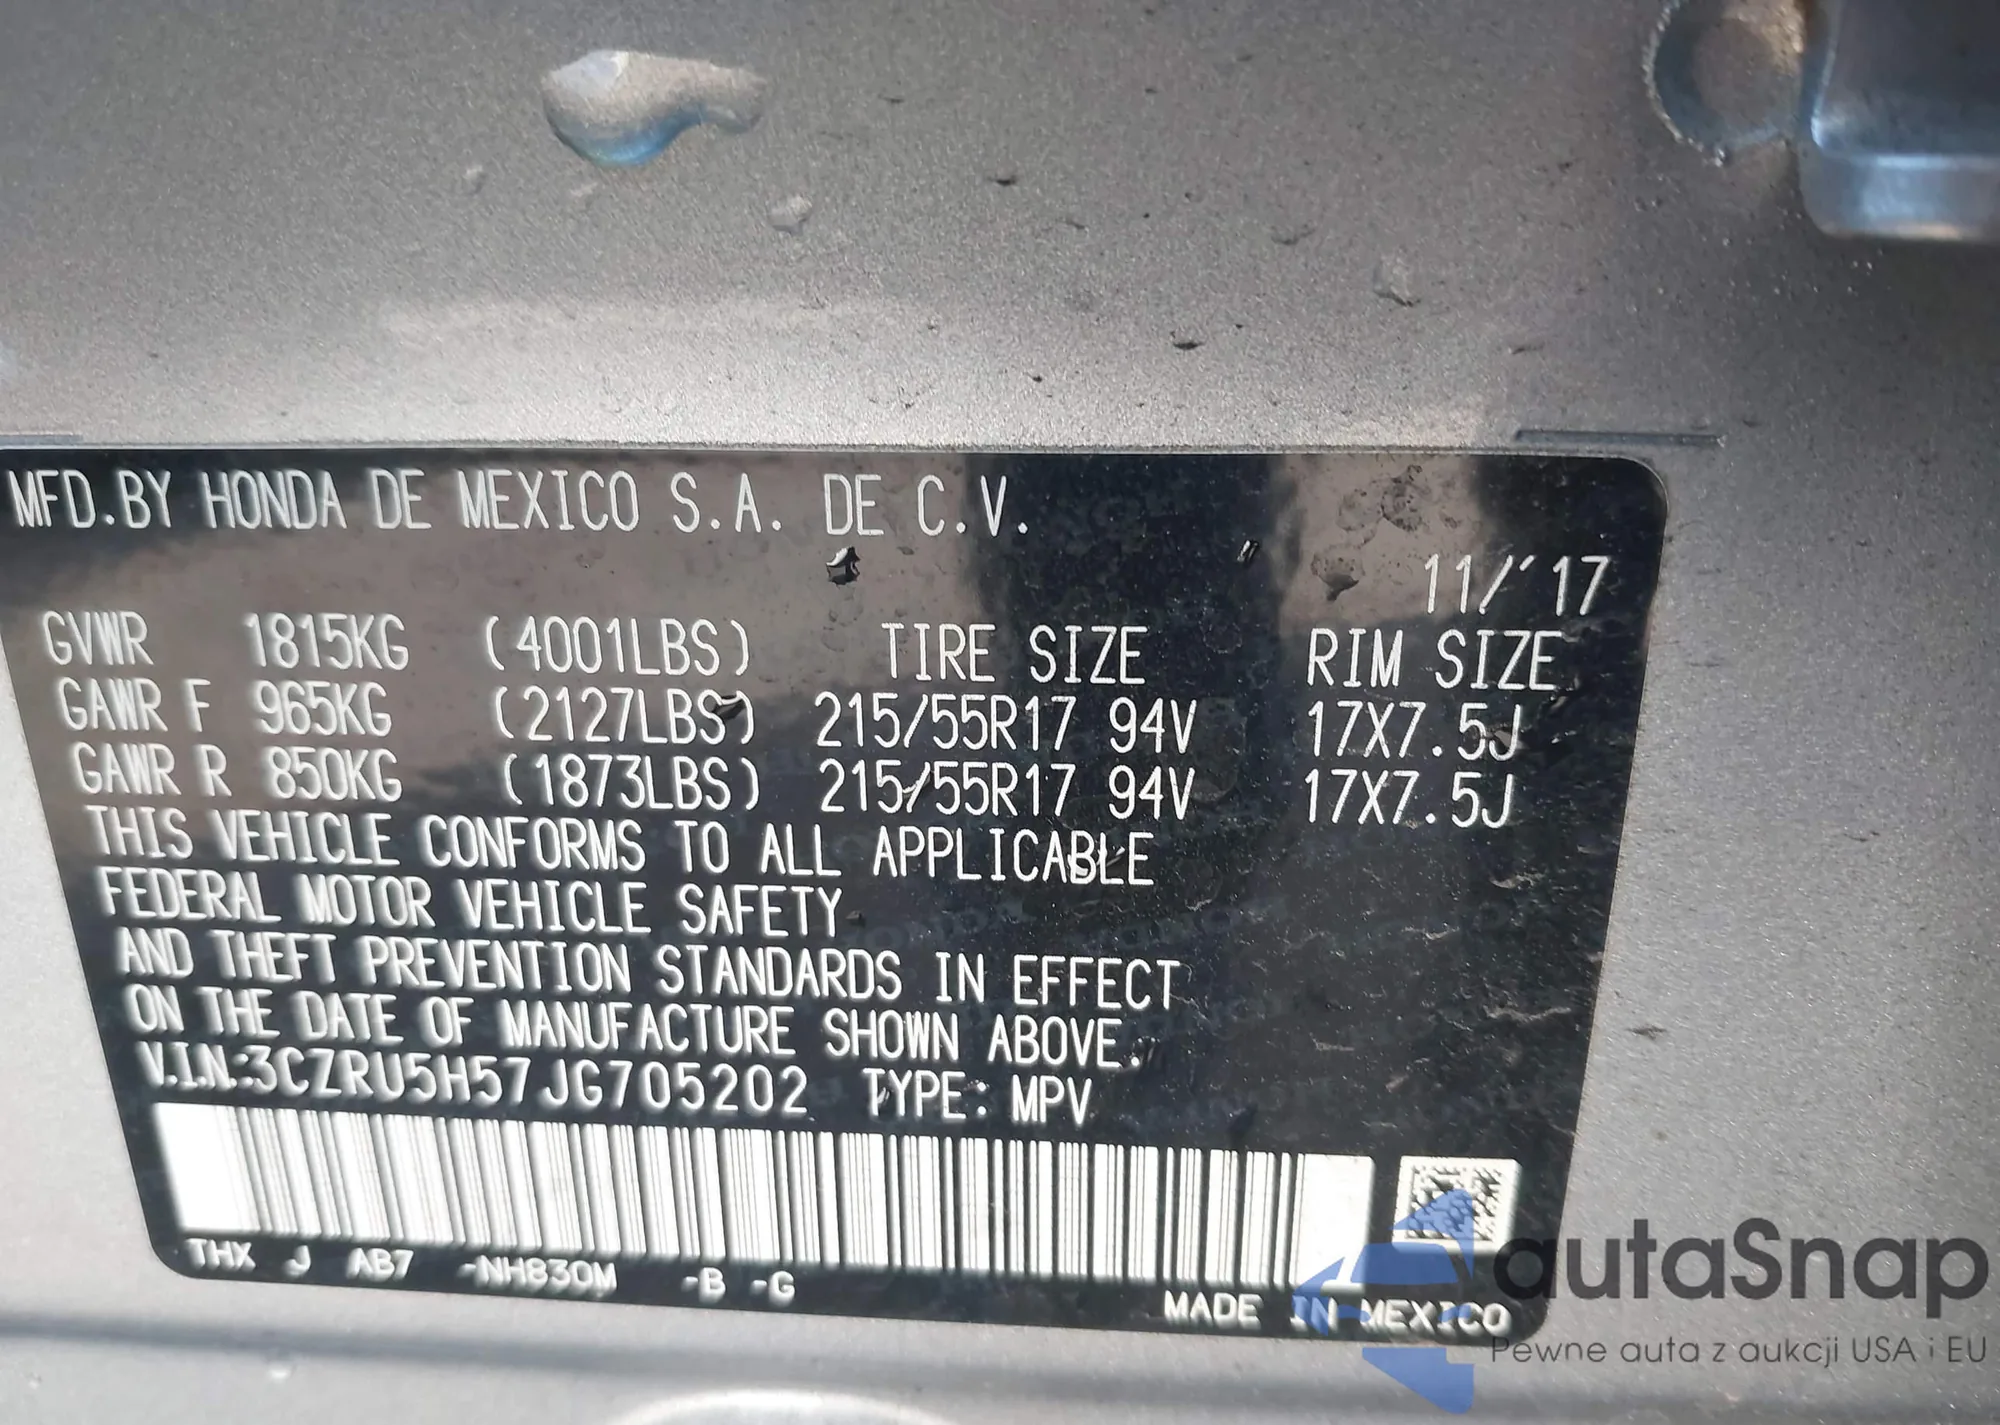 MFD.BY HONDA DE MEXICO S.A. DE C.V.
11/'17
GVWR 1815KG (4001LBS) TIRE SIZE RIM SIZE
GAWR F 965KG (2127LBS) 215/55R17 94V 17X7.5J
GAWR R 850KG (1873LBS) 215/55R17 94V 17X7.5J
THIS VEHICLE CONFORMS TO ALL APPLICABLE
FEDERAL MOTOR VEHICLE SAFETY
AND THEFT PREVENTION STANDARDS IN EFFECT
ON THE DATE OF MANUFACTURE SHOWN ABOVE.
V.I.N.:3CZRU5H57JG705202 TYPE: MPV
THX J AB7 -NH830M -B -G
MADE IN MEXICO
autaSnap
Pewne auta z aukcji USA i EU